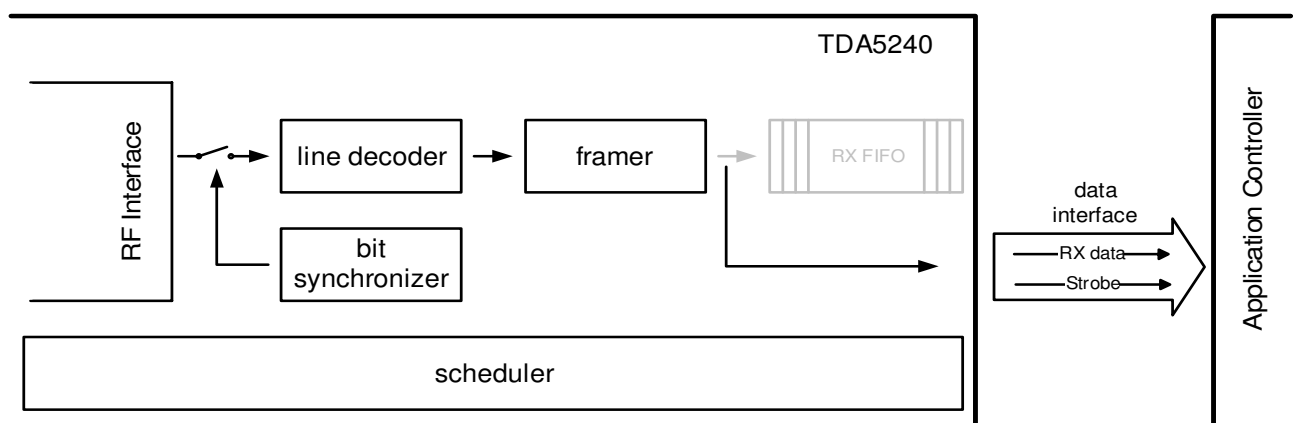 TDA5240
RF Interface
line decoder
framer
RX FIFO
bit
synchronizer
scheduler
data
interface
RX data
Strobe
Application Controller